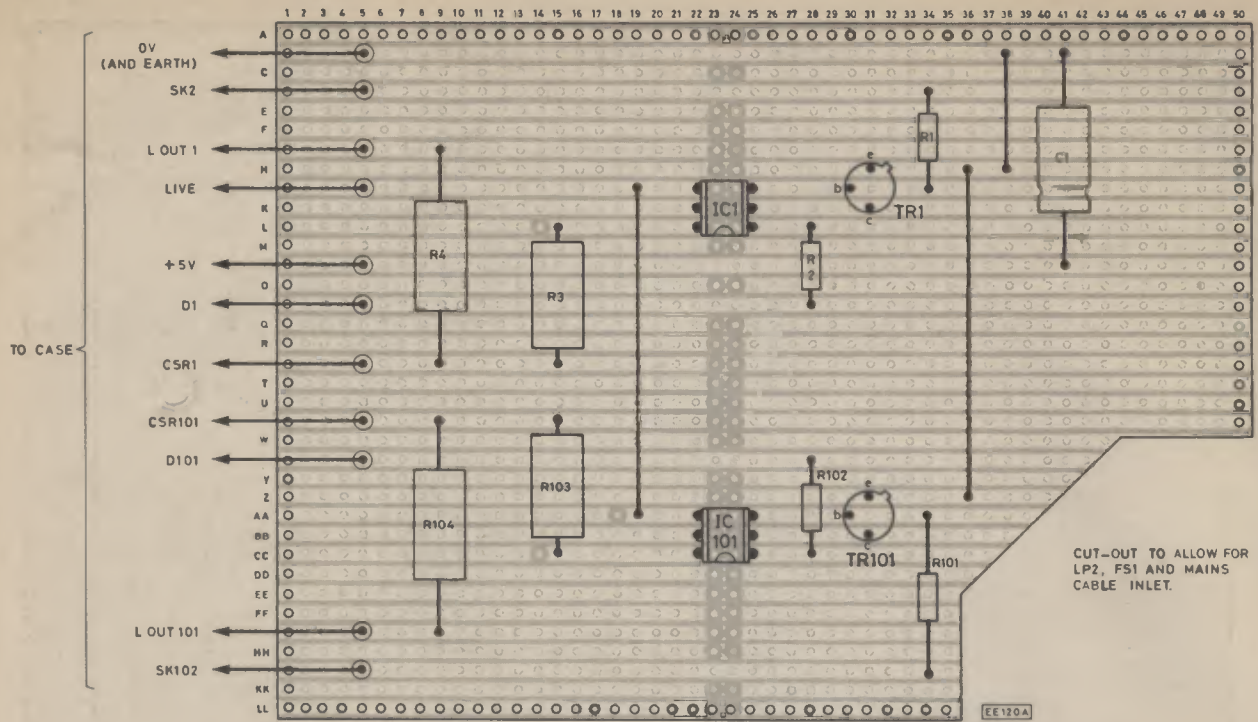 1 2 3 4 5 6 7 8 9 10 11 12 13 14 15 16 17 18 19 20 21 22 23 24 25 26 27 28 29 30 31 32 33 34 35 36 37 38 39 40 41 42 43 44 45 46 47 48 49 50
A
0V
(AND EARTH)
C
SK2
E
F
L OUT 1
H
LIVE
K
L
M
+5V
O
D1
Q
R
TO CASE
CSR1
T
U
CSR101
W
D101
Y
Z
AA
BB
CC
DD
EE
FF
L OUT 101
HH
SK102
KK
LL
R4
R3
IC1
R
2
e
b
c
TR1
R1
C1
R104
R103
IC
101
R102
e
b
c
TR101
R101
CUT-OUT TO ALLOW FOR
LP2, FS1 AND MAINS
CABLE INLET.
EE120A